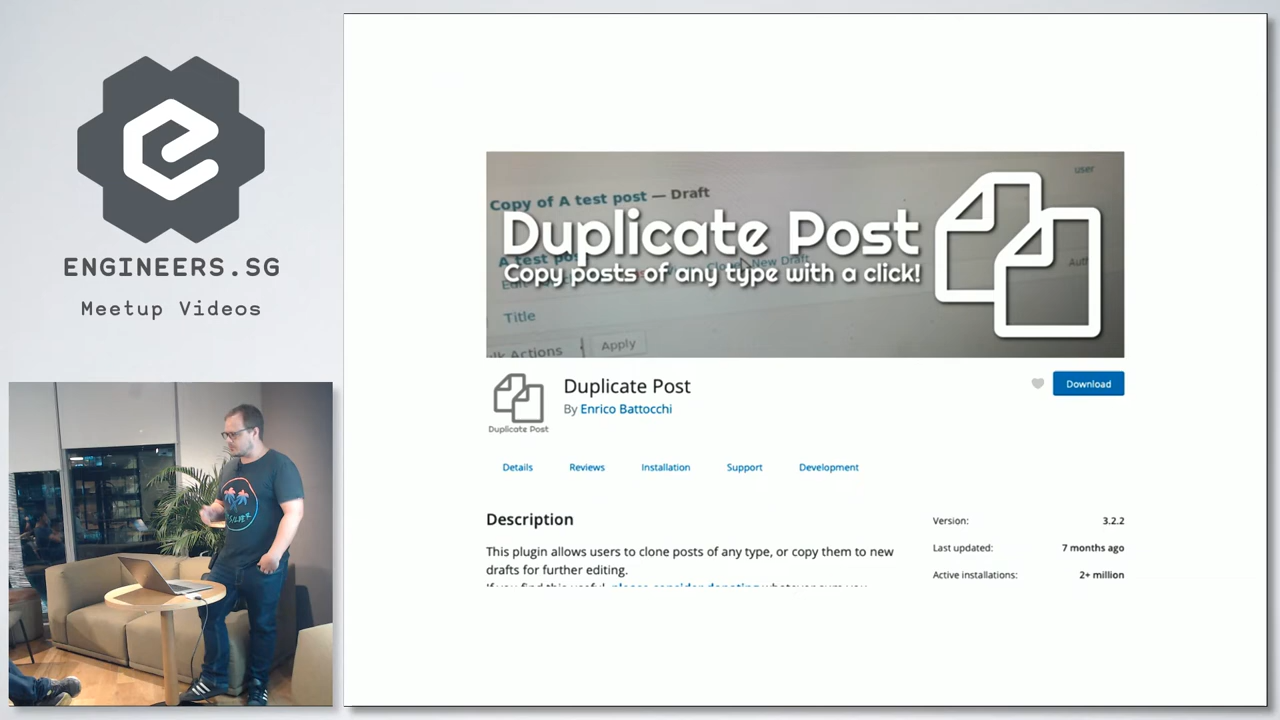 ENGINEERS.SG
Meetup Videos
user
Copy of A test post — Draft
Duplicate Post
Copy posts of any type with a click!
Title
Apply
Duplicate Post
By Enrico Battocchi
Duplicate Post
Download
Details
Reviews
Installation
Support
Development
Description
This plugin allows users to clone posts of any type, or copy them to new
drafts for further editing.
Version:
3.2.2
Last updated:
7 months ago
Active installations:
2+ million